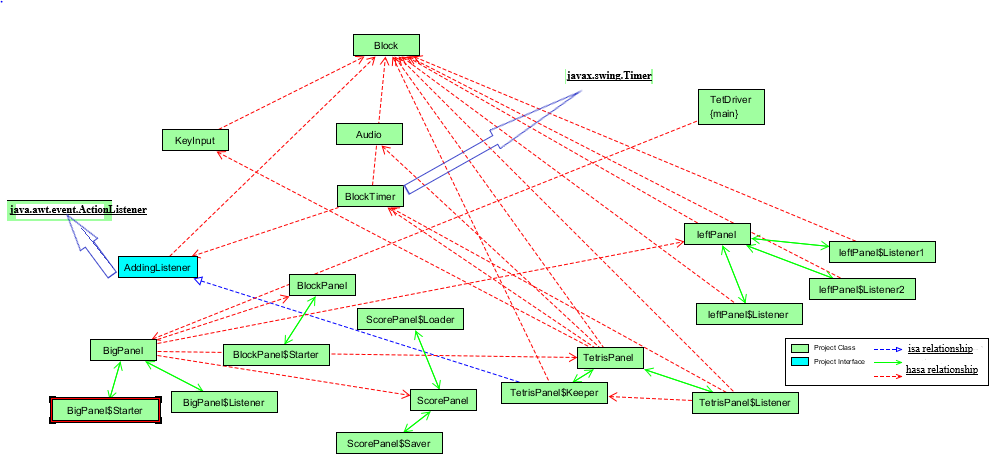 Block
javax.swing.Timer
TetDriver
{main}
KeyInput
Audio
BlockTimer
java.awt.event.ActionListener
leftPanel
leftPanel$Listener1
AddingListener
BlockPanel
leftPanel$Listener2
leftPanel$Listener
ScorePanel$Loader
BigPanel
BlockPanel$Starter
TetrisPanel
Project Class
isa relationship
Project Interface
hasa relationship
BigPanel$Starter
BigPanel$Listener
ScorePanel
TetrisPanel$Keeper
TetrisPanel$Listener
ScorePanel$Saver